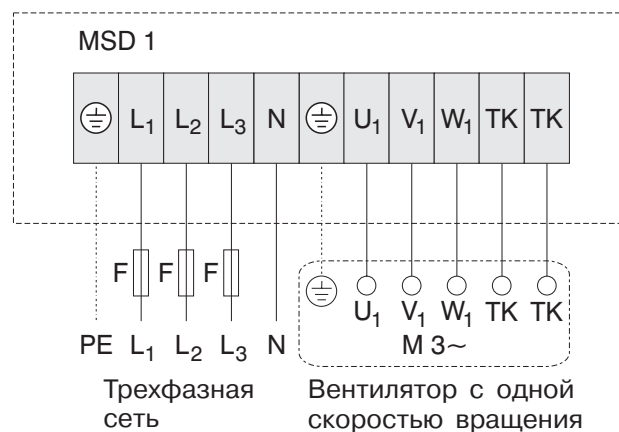 MSD 1
L₁ L₂ L₃ N U₁ V₁ W₁ TK TK
F F F
U₁ V₁ W₁ TK TK
PE L₁ L₂ L₃ N M 3~
Трехфазная
сеть
Вентилятор с одной
скоростью вращения